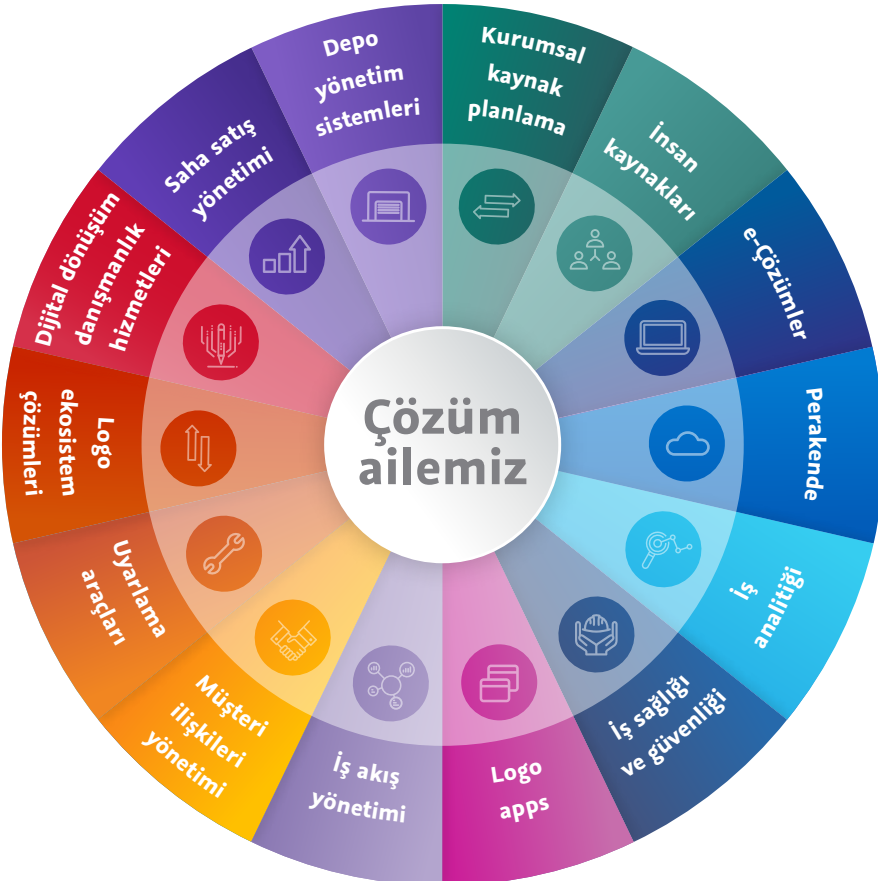 Çözüm
ailemiz
Kurumsal
kaynak
planlama
İnsan
kaynakları
e-Çözümler
Perakende
İş
analitiği
İş sağlığı
ve güvenliği
Logo
apps
İş akış
yönetimi
Müşteri
ilişkileri
yönetimi
Uyarlama
araçları
Logo
ekosistem
çözümleri
Dijital dönüşüm
danışmanlık
hizmetleri
Saha satış
yönetimi
Depo
yönetim
sistemleri